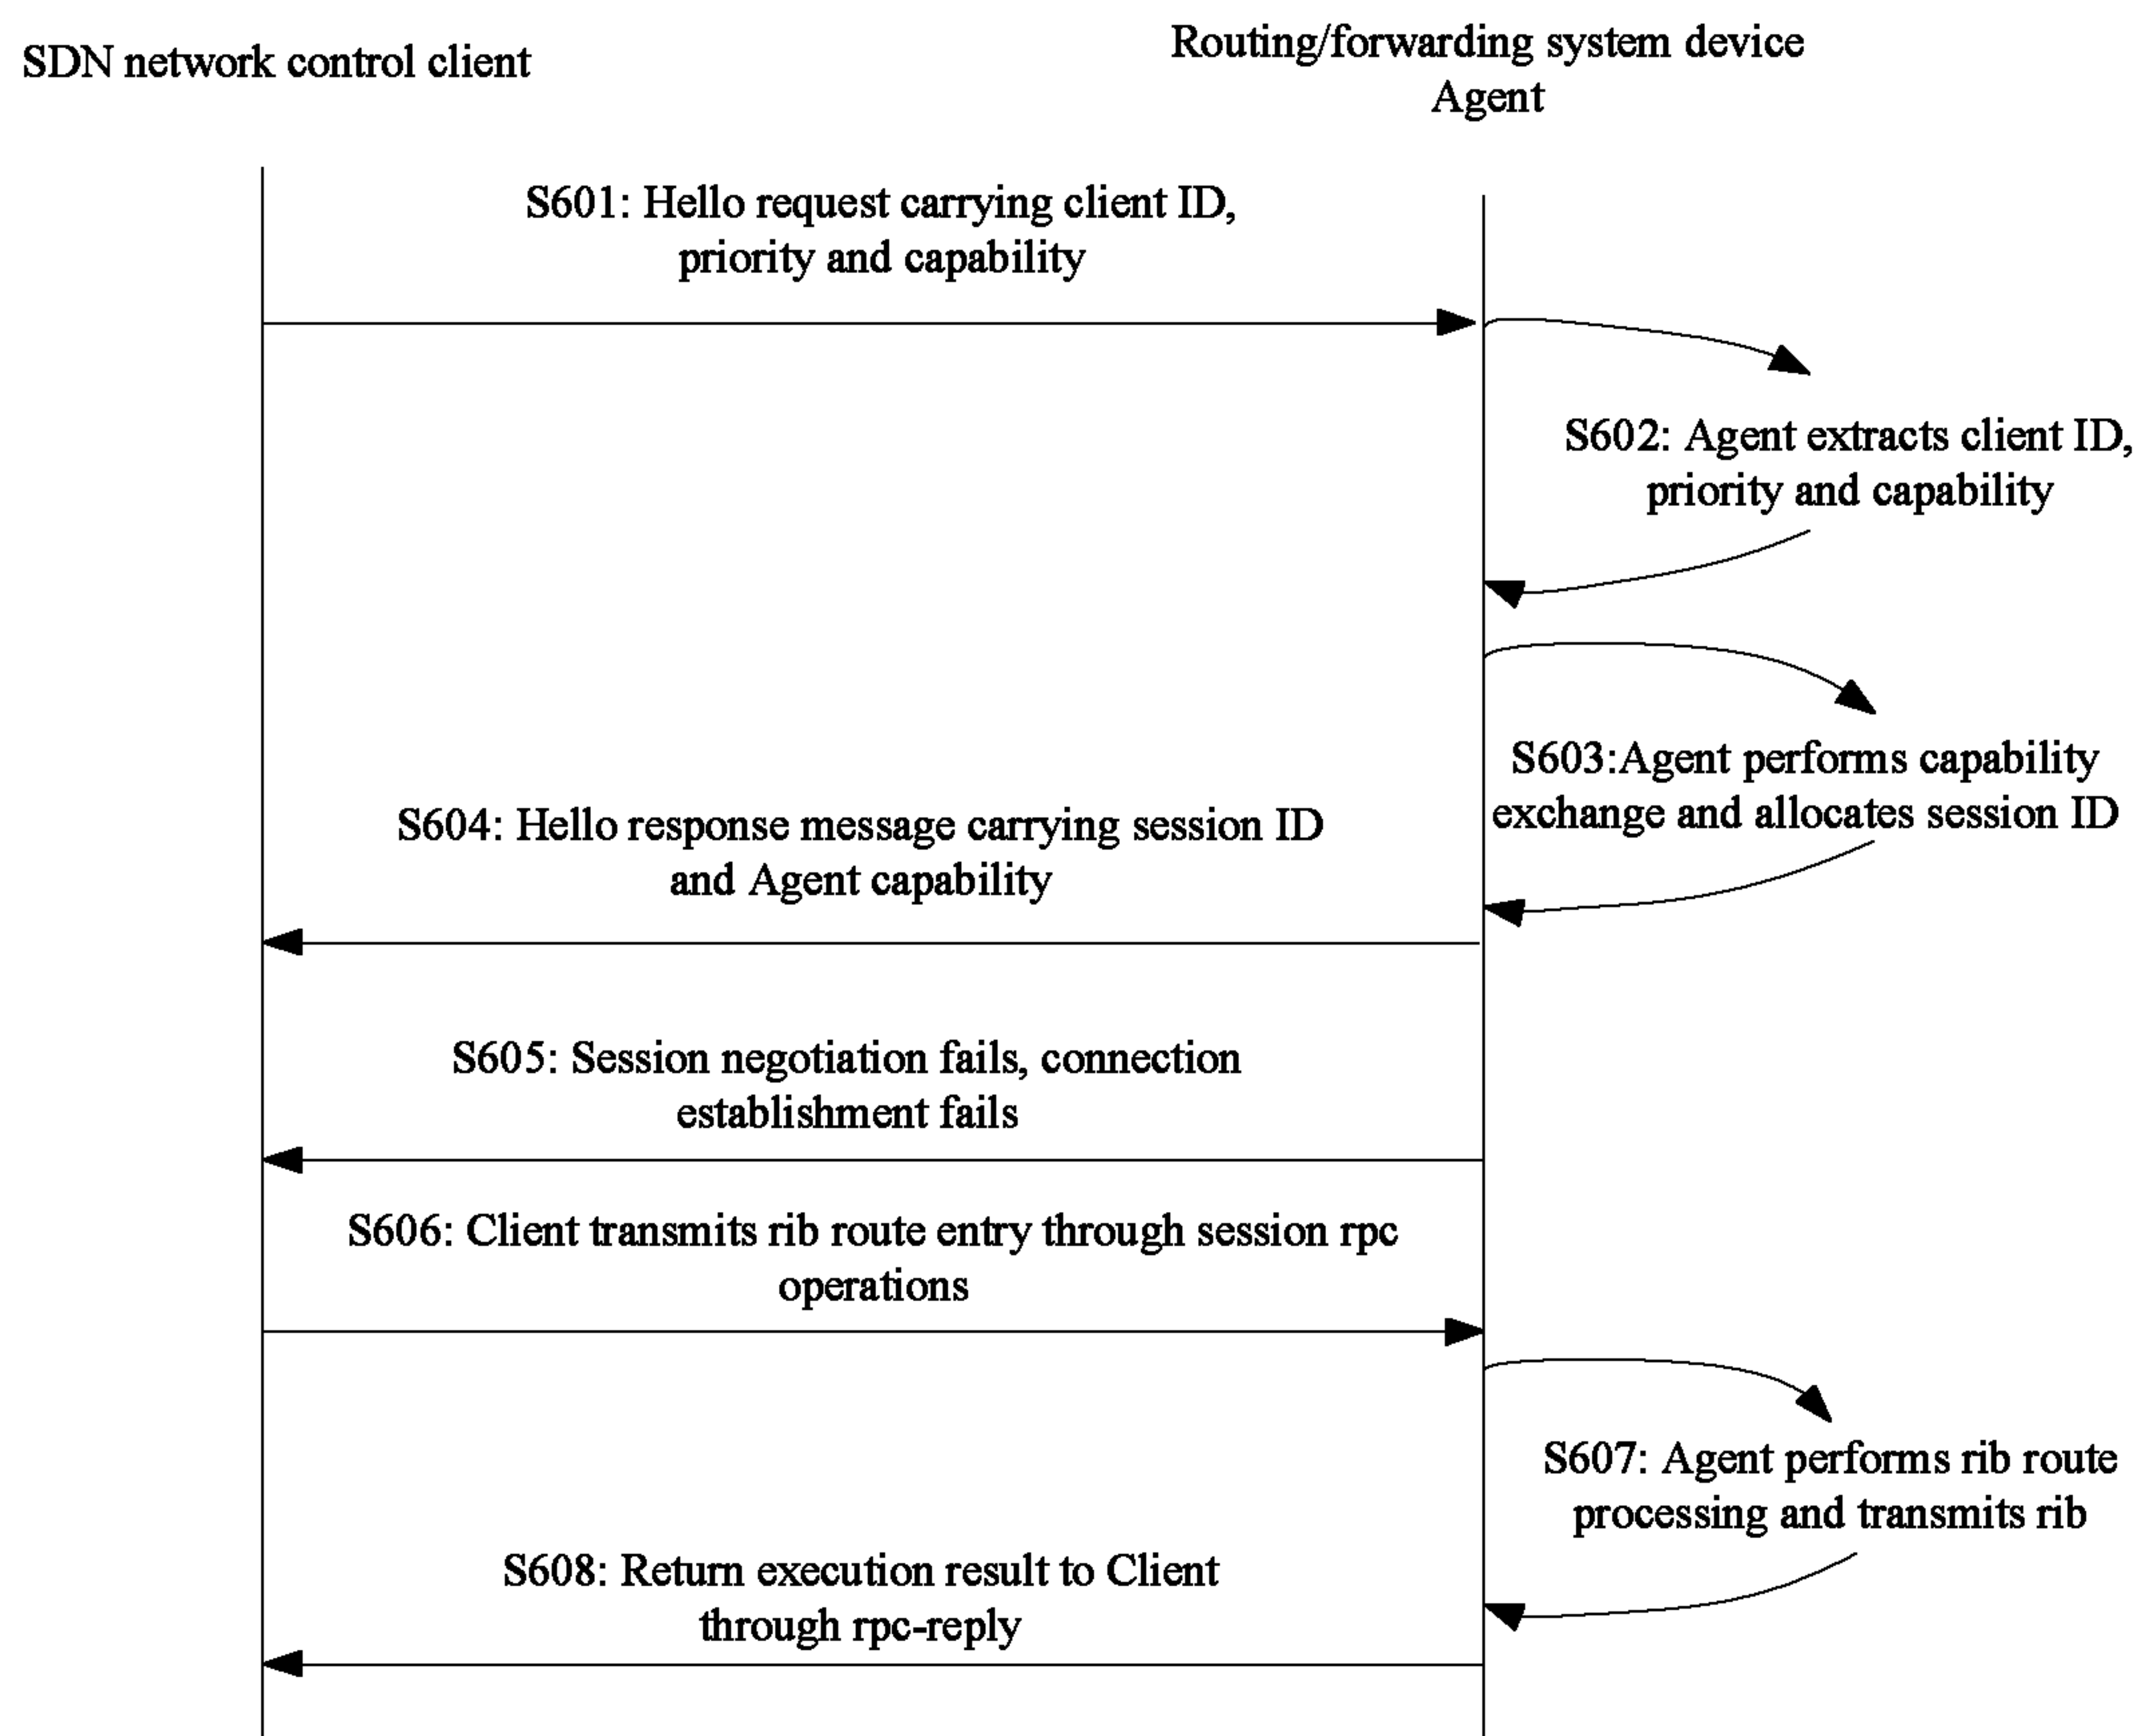 SDN network control client
Routing/forwarding system device
Agent
S601: Hello request carrying client ID,
priority and capability
S602: Agent extracts client ID,
priority and capability
S603:Agent performs capability
exchange and allocates session ID
S604: Hello response message carrying session ID
and Agent capability
S605: Session negotiation fails, connection
establishment fails
S606: Client transmits rib route entry through session rpc
operations
S607: Agent performs rib route
processing and transmits rib
S608: Return execution result to Client
through rpc-reply